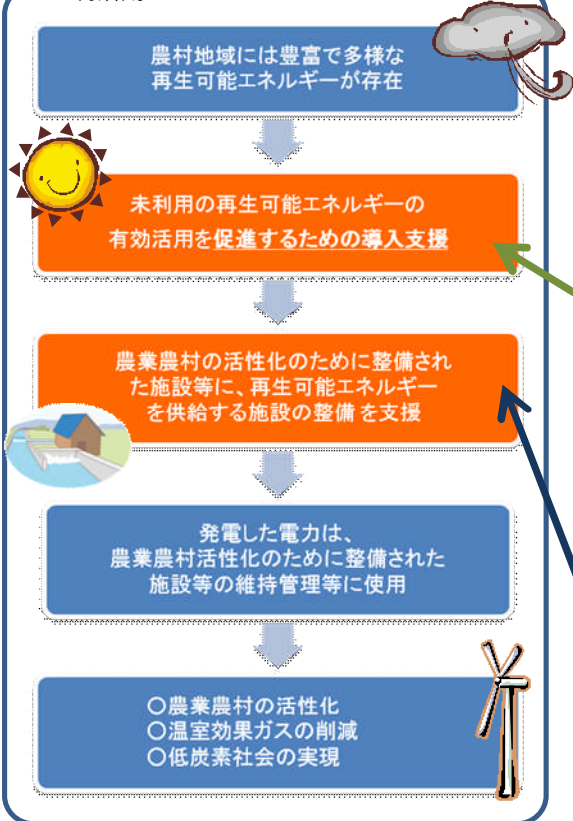 農村地域には豊富で多様な
再生可能エネルギーが存在
未利用の再生可能エネルギーの
有効活用を促進するための導入支援
農業農村の活性化のために整備され
た施設等に、再生可能エネルギー
を供給する施設の整備を支援
発電した電力は、
農業農村活性化のために整備された
施設等の維持管理等に使用
○農業農村の活性化
○温室効果ガスの削減
○低炭素社会の実現